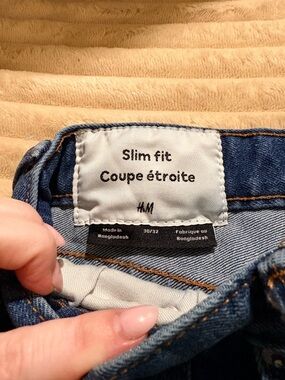 Slim fit
Coupe étroite
H&M
Made in Bangladesh
30/32
Fabriqué au Bangladesh